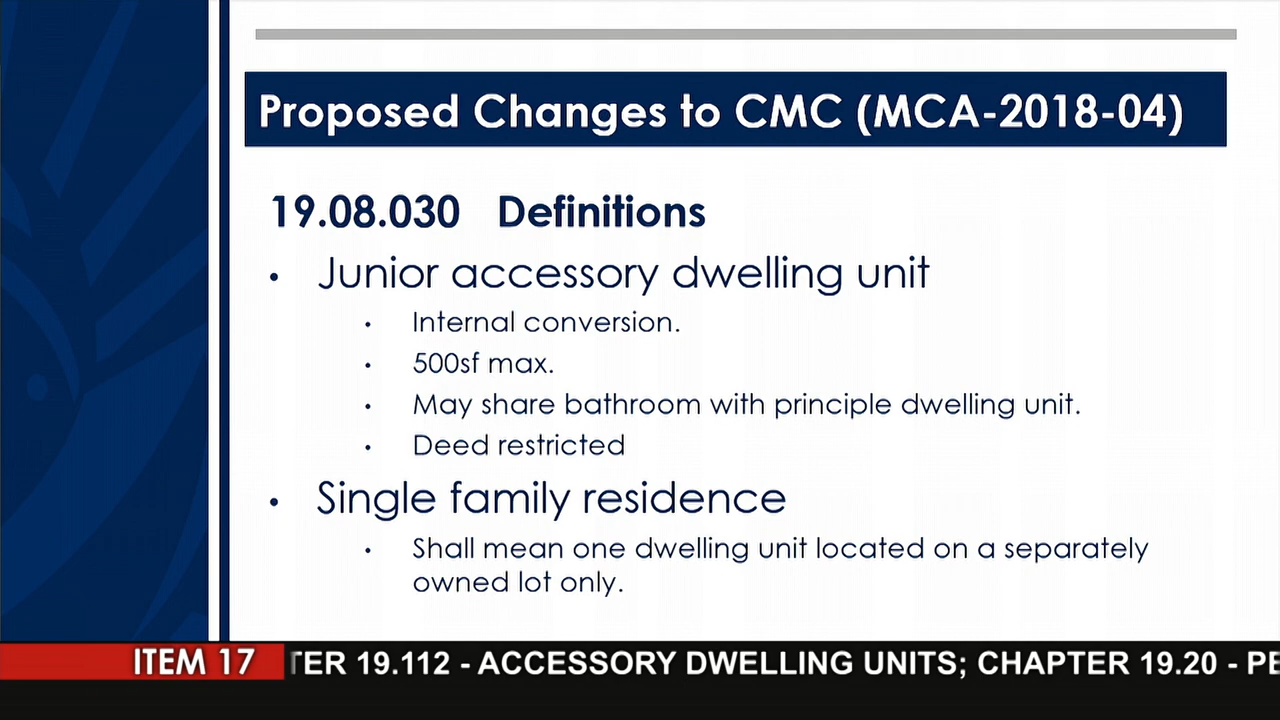 Proposed Changes to CMC (MCA-2018-04)
19.08.030 Definitions
• Junior accessory dwelling unit
• Internal conversion.
• 500sf max.
• May share bathroom with principle dwelling unit.
• Deed restricted
• Single family residence
• Shall mean one dwelling unit located on a separately
owned lot only.
ITEM 17 TER 19.112 - ACCESSORY DWELLING UNITS; CHAPTER 19.20 - PE